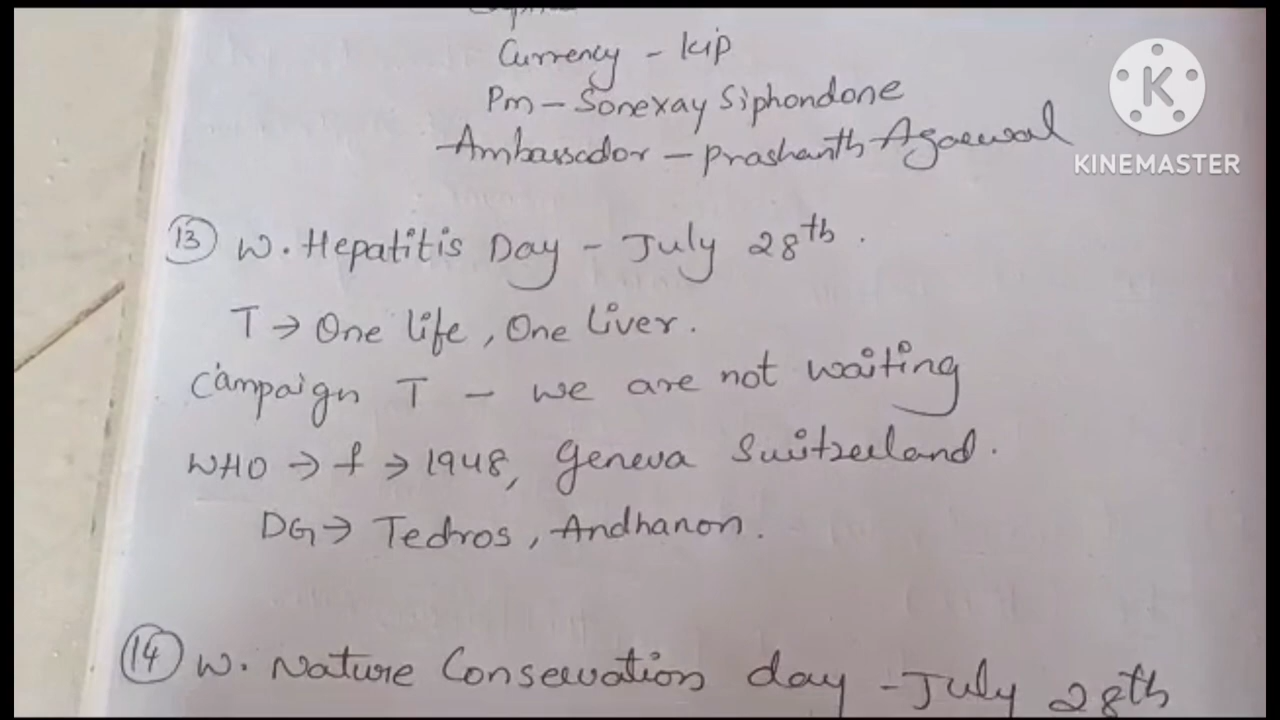 Currency - kip
Pm - Sonexay Siphondone
Ambassador - Prashanth Agarwal
K
KINEMASTER
13 W. Hepatitis Day - July 28th.
T → One life, One Liver.
Campaign T - we are not waiting
WHO → f → 1948, Geneva Switzerland.
DG → Tedros, Andhanon.
14 W. Nature Conservation day - July 28th